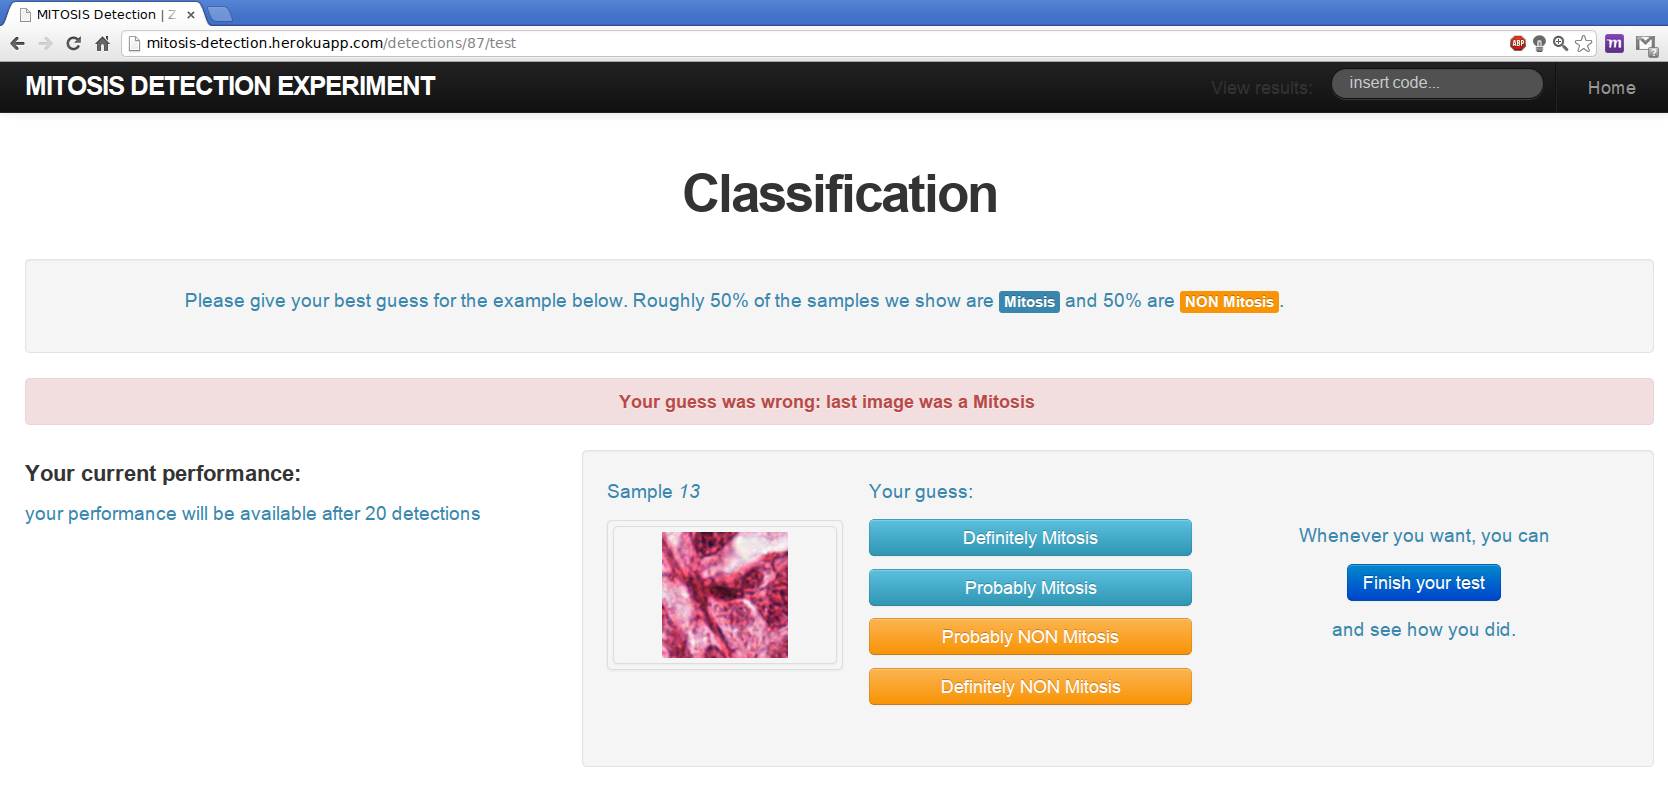 MITOSIS Detection | Z
mitosis-detection.herokuapp.com/detections/87/test
ABP
m
?
MITOSIS DETECTION EXPERIMENT
View results:
insert code...
Home
Classification
Please give your best guess for the example below. Roughly 50% of the samples we show are Mitosis and 50% are NON Mitosis.
Your guess was wrong: last image was a Mitosis
Your current performance:
your performance will be available after 20 detections
Sample 13
Your guess:
Definitely Mitosis
Probably Mitosis
Probably NON Mitosis
Definitely NON Mitosis
Whenever you want, you can
Finish your test
and see how you did.